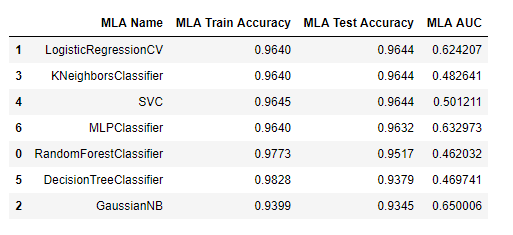 MLA Name MLA Train Accuracy MLA Test Accuracy MLA AUC
1 LogisticRegressionCV 0.9640 0.9644 0.624207
3 KNeighborsClassifier 0.9640 0.9644 0.482641
4 SVC 0.9645 0.9644 0.501211
6 MLPClassifier 0.9640 0.9632 0.632973
0 RandomForestClassifier 0.9773 0.9517 0.462032
5 DecisionTreeClassifier 0.9828 0.9379 0.469741
2 GaussianNB 0.9399 0.9345 0.650006